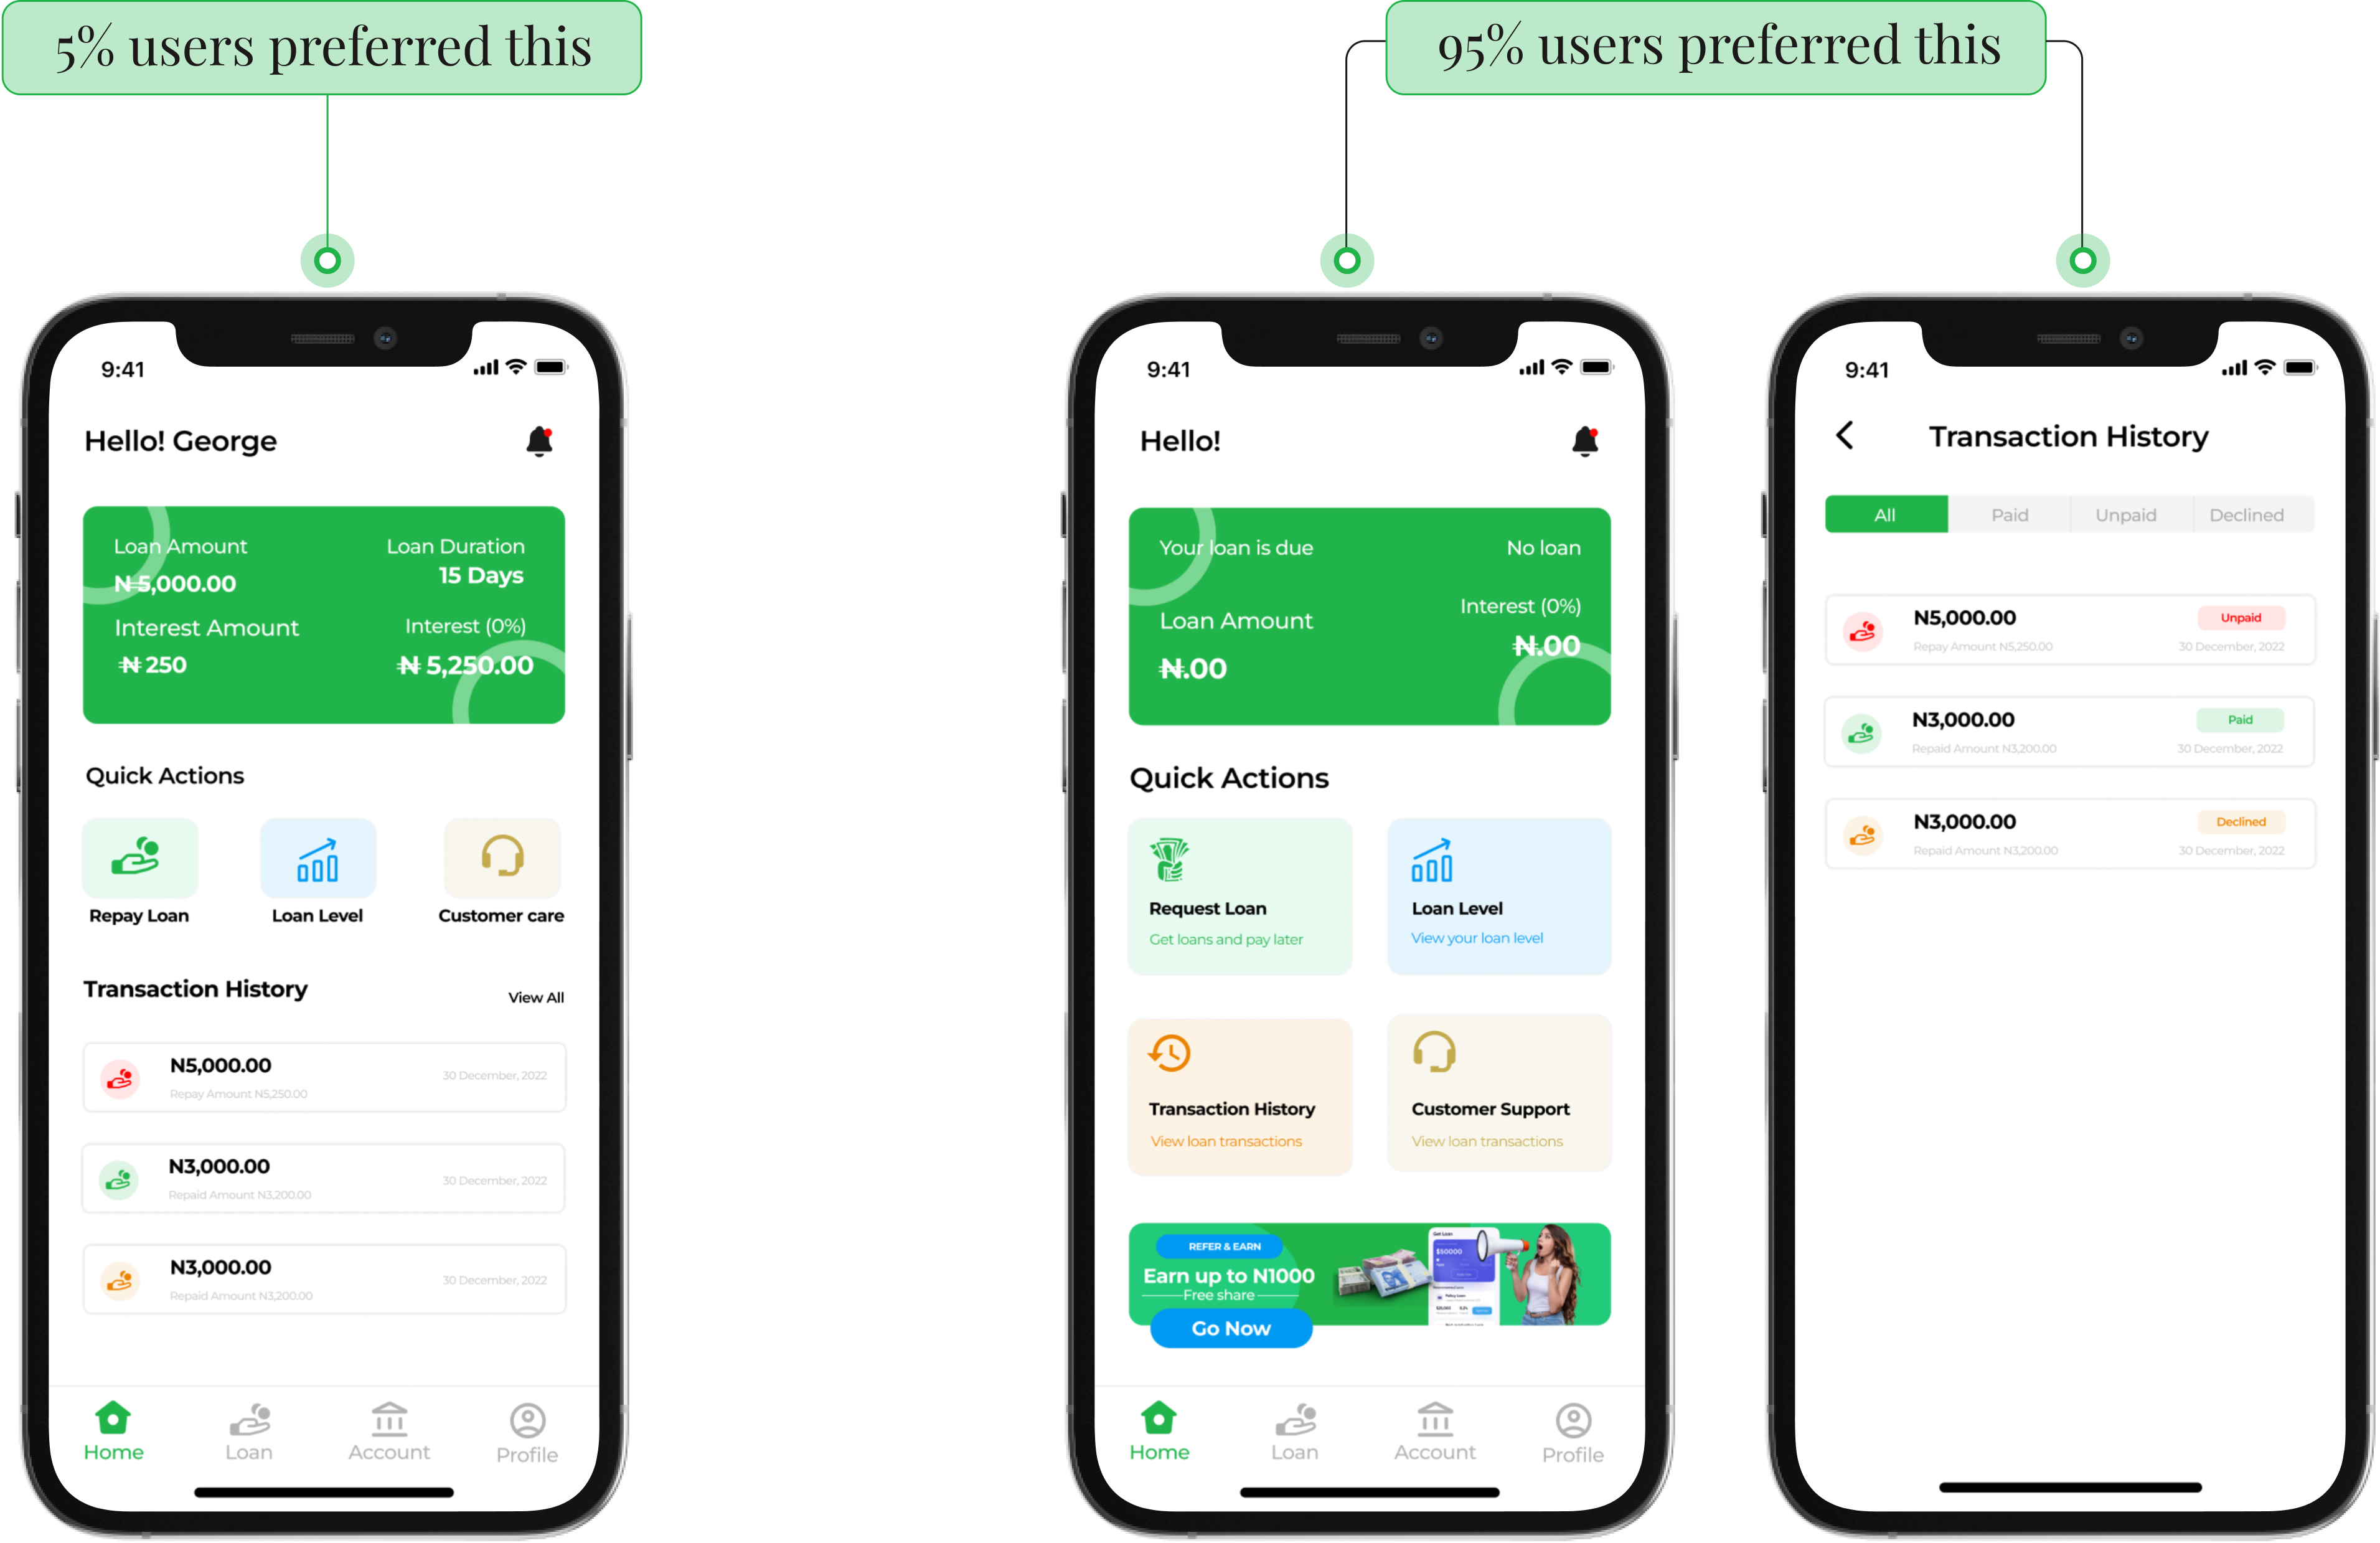 5% users preferred this
95% users preferred this
9:41
Hello! George
Loan Amount
Loan Duration
₦ 5,000.00
15 Days
Interest Amount
Interest (0%)
₦ 250
₦ 5,250.00
Quick Actions
Repay Loan
Loan Level
Customer care
Transaction History
View All
N5,000.00
30 December, 2022
Repay Amount N5,250.00
N3,000.00
30 December, 2022
Repaid Amount N3,200.00
N3,000.00
30 December, 2022
Repaid Amount N3,200.00
Home
Loan
Account
Profile
9:41
Hello!
Your loan is due
No loan
Interest (0%)
Loan Amount
₦.00
₦.00
Quick Actions
Request Loan
Get loans and pay later
Loan Level
View your loan level
Transaction History
View loan transactions
Customer Support
View loan transactions
REFER & EARN
Earn up to N1000
Free share
Go Now
Get Loan
$50000
Home
Loan
Account
Profile
9:41
Transaction History
All
Paid
Unpaid
Declined
N5,000.00
Unpaid
Repay Amount N5,250.00
30 December, 2022
N3,000.00
Paid
Repaid Amount N3,200.00
30 December, 2022
N3,000.00
Declined
Repaid Amount N3,200.00
30 December, 2022